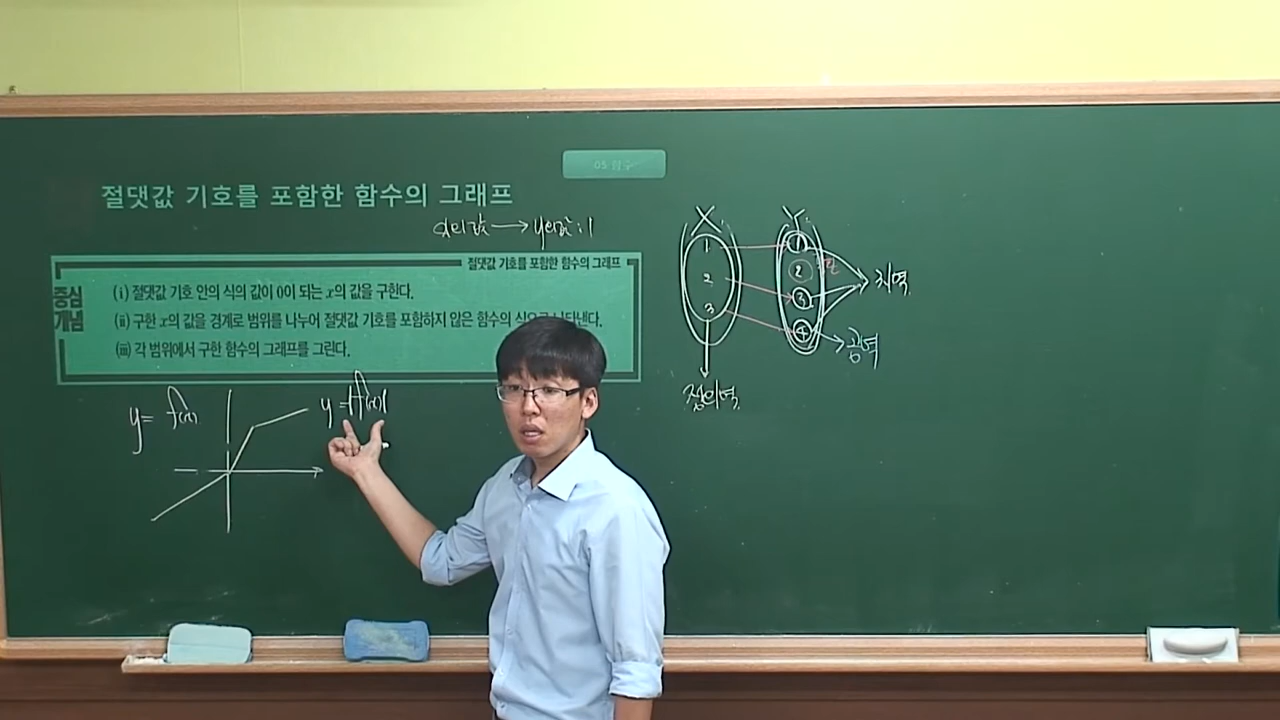 05 함수
절댓값 기호를 포함한 함수의 그래프
x의 값 → y의 값 : 1
절댓값 기호를 포함한 함수의 그래프
중심
개념
(ⅰ) 절댓값 기호 안의 식의 값이 0이 되는 x의 값을 구한다.
(ⅱ) 구한 x의 값을 경계로 범위를 나누어 절댓값 기호를 포함하지 않은 함수의 식으로 나타낸다.
(ⅲ) 각 범위에서 구한 함수의 그래프를 그린다.
y = f(x)
y = |f(x)|
X Y
1 1
2 2
3 3
4
치역
공역
정의역